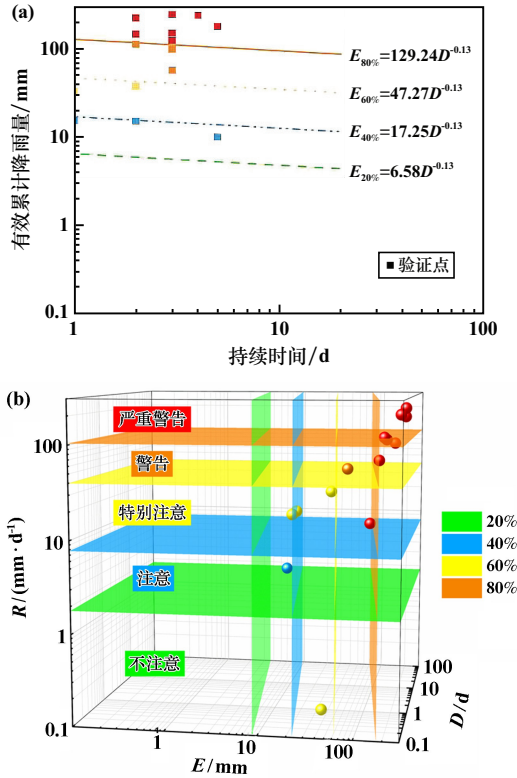 (a)
100
10
1
0.1
有效累计降雨量/mm
E80%=129.24D-0.13
E60%=47.27D-0.13
E40%=17.25D-0.13
E20%=6.58D-0.13
验证点
1
10
100
持续时间/d
(b)
严重警告
警告
特别注意
注意
不注意
100
10
1
0.1
R/(mm·d-1)
20%
40%
60%
80%
100
10
1
0.1
D/d
1
10
100
E/mm